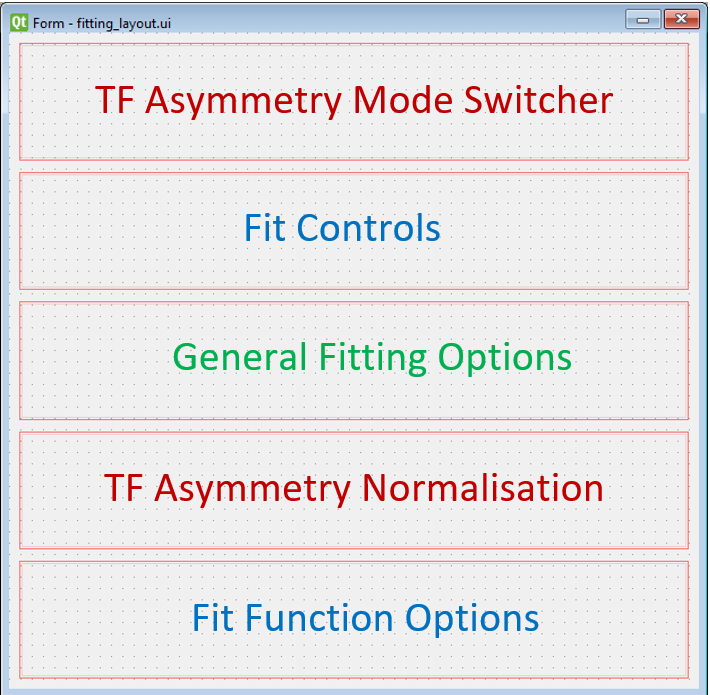 Qt Form - fitting_layout.ui
TF Asymmetry Mode Switcher
Fit Controls
General Fitting Options
TF Asymmetry Normalisation
Fit Function Options